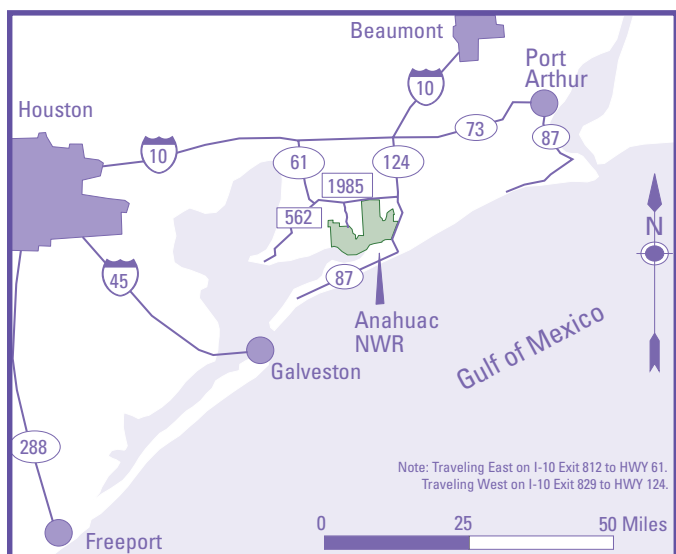 Beaumont
Port
Arthur
Houston
10
73
87
10
61
124
1985
562
N
45
87
Anahuac
NWR
Gulf of Mexico
Galveston
288
Note: Traveling East on I-10 Exit 812 to HWY 61.
Traveling West on I-10 Exit 829 to HWY 124.
0 25 50 Miles
Freeport